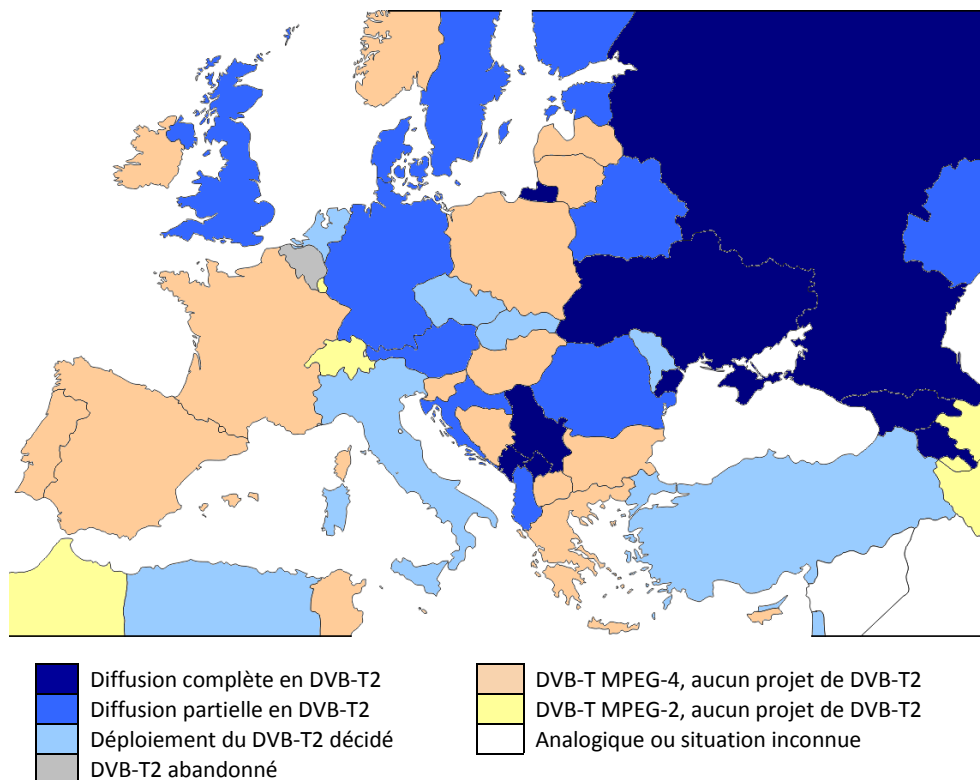 Diffusion complète en DVB-T2
Diffusion partielle en DVB-T2
Déploiement du DVB-T2 décidé
DVB-T2 abandonné
DVB-T MPEG-4, aucun projet de DVB-T2
DVB-T MPEG-2, aucun projet de DVB-T2
Analogique ou situation inconnue